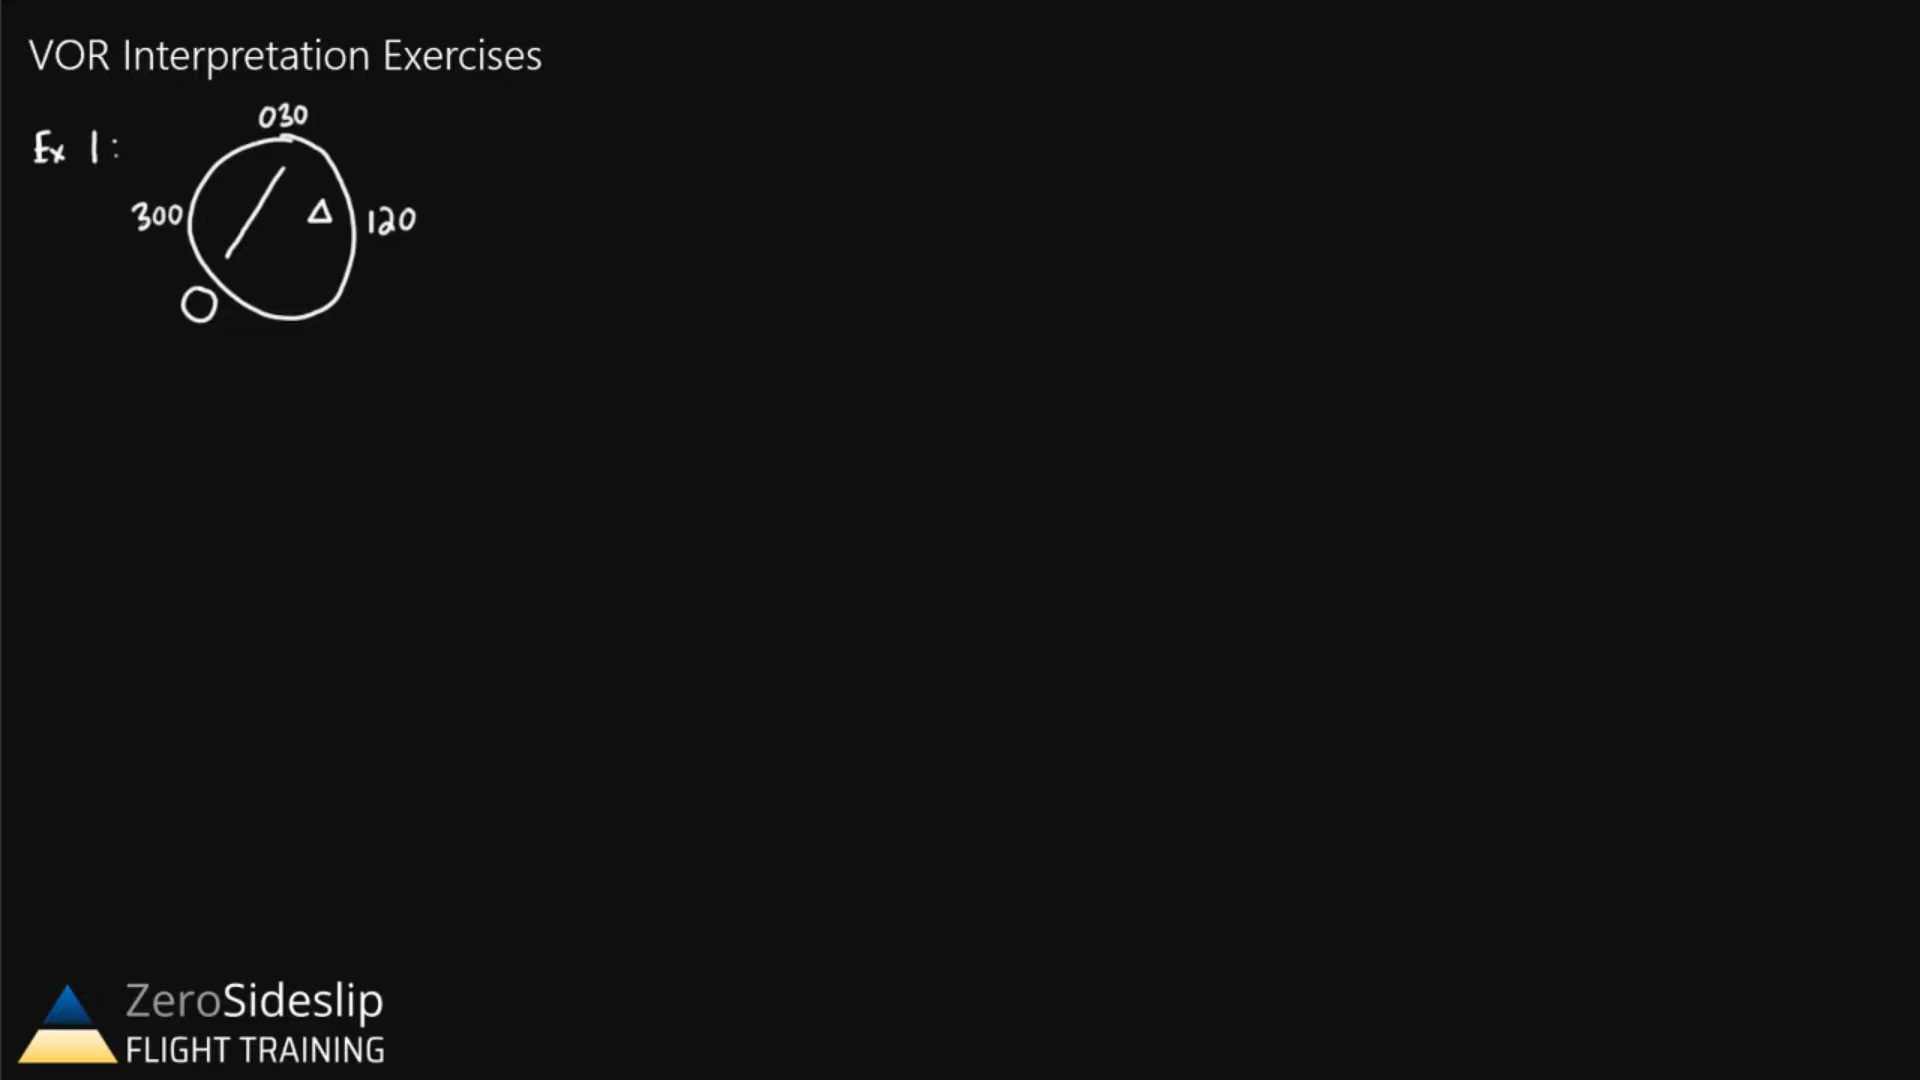 VOR Interpretation Exercises
030
Ex 1:
300
120
ZeroSideslip
FLIGHT TRAINING